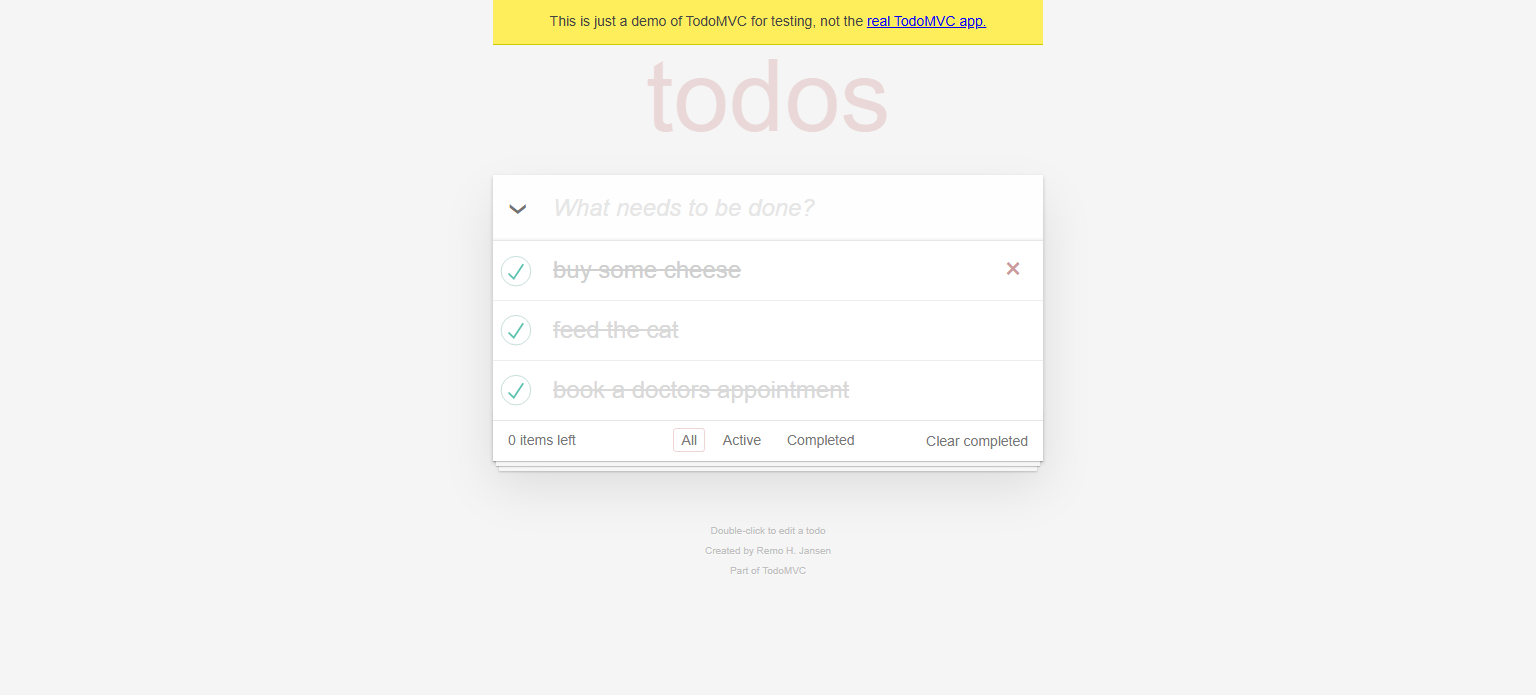 This is just a demo of TodoMVC for testing, not the real TodoMVC app.
todos
What needs to be done?
buy some cheese
feed the cat
book a doctors appointment
0 items left All Active Completed Clear completed
Double-click to edit a todo
Created by Remo H. Jansen
Part of TodoMVC